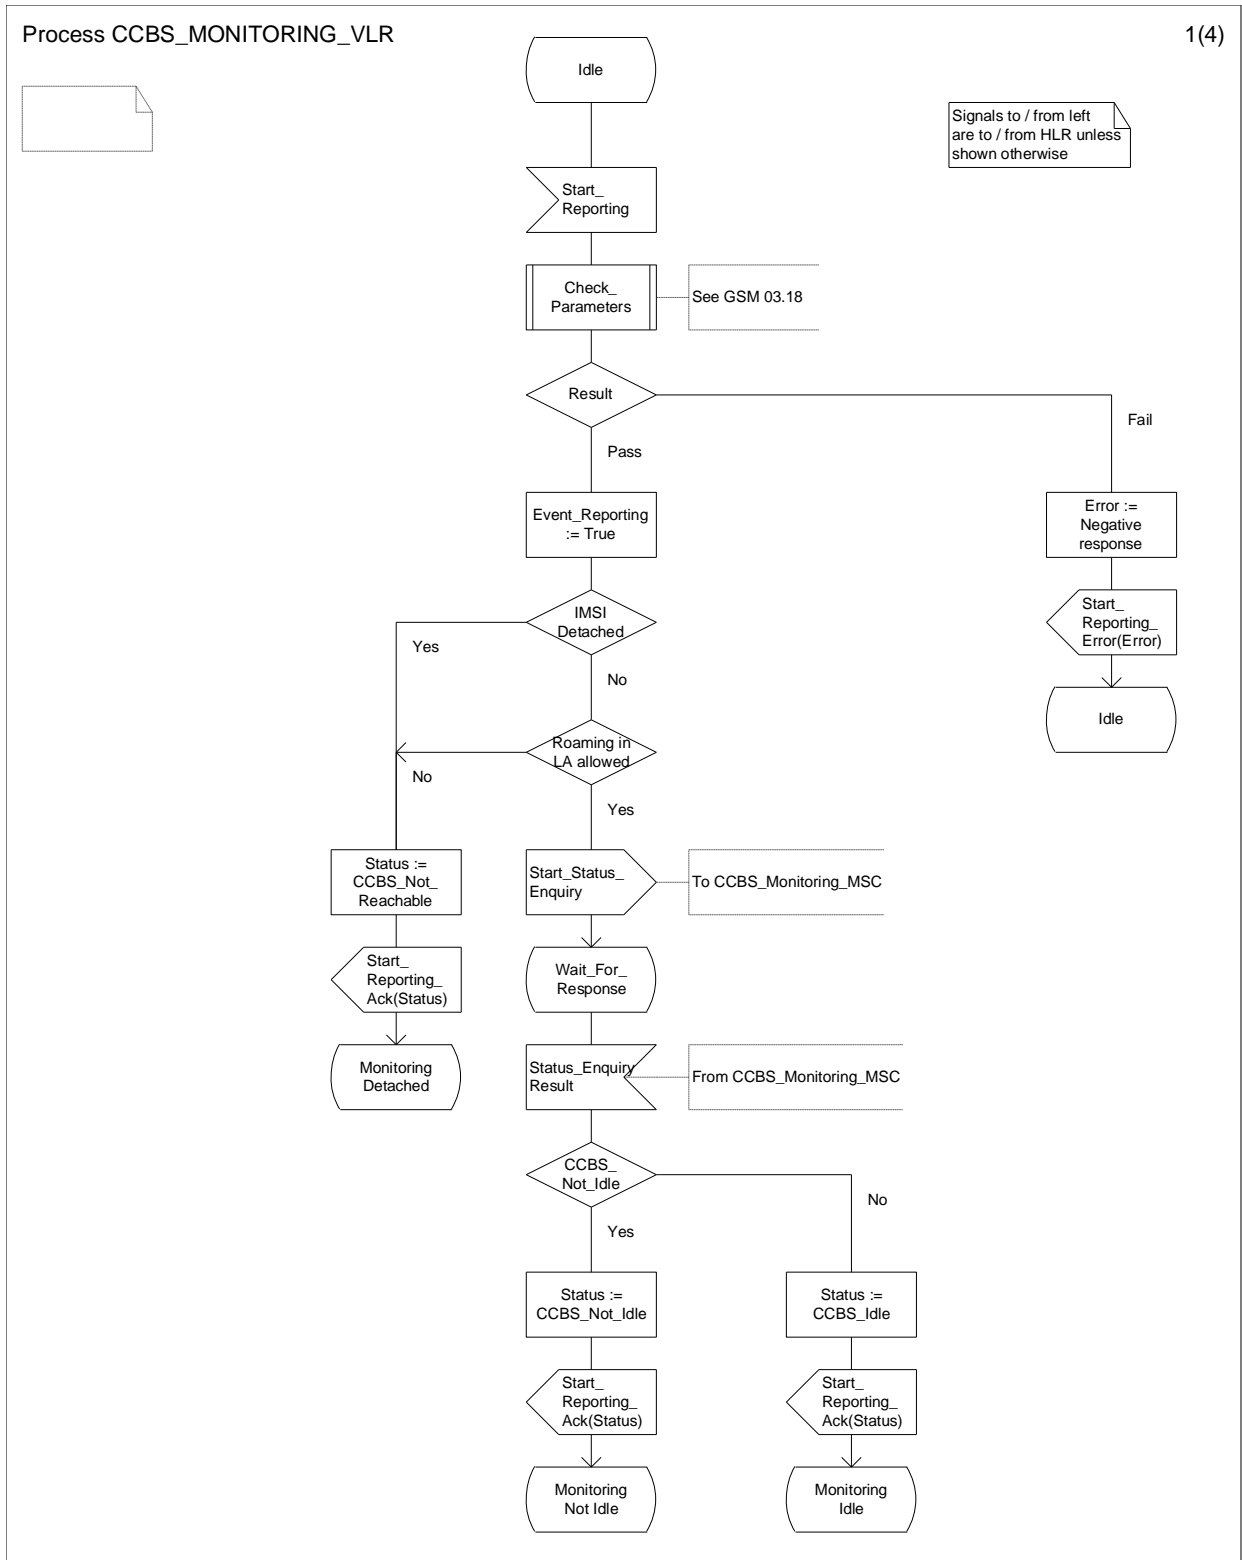 Process CCBS_MONITORING_VLR
1(4)
Idle
Signals to / from left
are to / from HLR unless
shown otherwise
Start_
Reporting
Check_
Parameters
See GSM 03.18
Result
Fail
Pass
Event_Reporting
:= True
Error :=
Negative
response
IMSI
Detached
Yes
No
Start_
Reporting_
Error(Error)
Idle
Roaming in
LA allowed
No
Yes
Status :=
CCBS_Not_
Reachable
Start_Status_
Enquiry
To CCBS_Monitoring_MSC
Start_
Reporting_
Ack(Status)
Wait_For_
Response
Monitoring
Detached
Status_Enquiry
Result
From CCBS_Monitoring_MSC
CCBS_
Not_Idle
No
Yes
Status :=
CCBS_Not_Idle
Status :=
CCBS_Idle
Start_
Reporting_
Ack(Status)
Start_
Reporting_
Ack(Status)
Monitoring
Not Idle
Monitoring
Idle